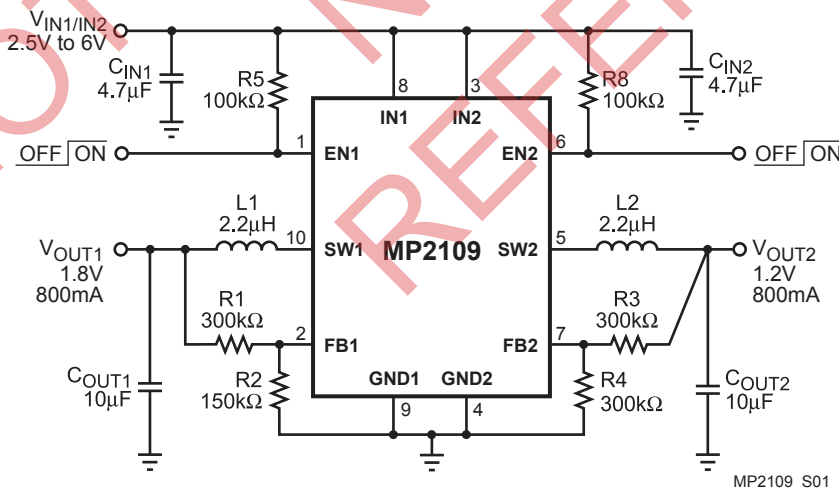 VIN1/IN2
2.5V to 6V
CIN1
4.7µF
R5
100kΩ
8
IN1
3
IN2
R8
100kΩ
CIN2
4.7µF
OFF ON
1
EN1
EN2
6
OFF ON
VOUT1
1.8V
800mA
L1
2.2µH
10
SW1
MP2109
SW2
5
L2
2.2µH
VOUT2
1.2V
800mA
R1
300kΩ
2
FB1
FB2
7
R3
300kΩ
COUT1
10µF
R2
150kΩ
GND1
9
GND2
4
R4
300kΩ
COUT2
10µF
MP2109_S01